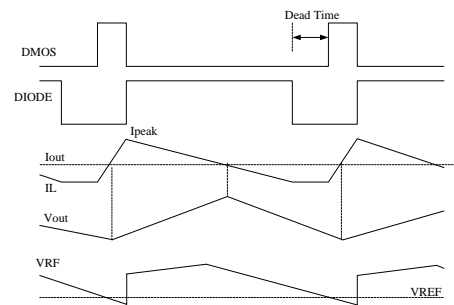 Dead Time
DMOS
DIODE
Ipeak
Iout
IL
Vout
VRF
VREF